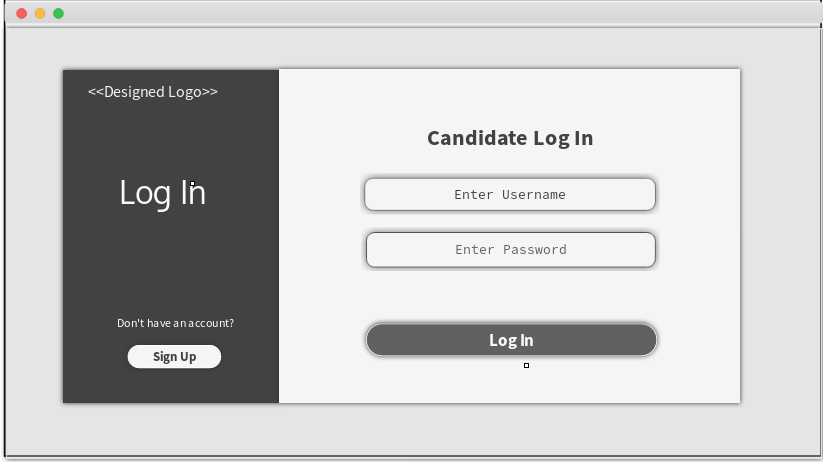 <<Designed Logo>>
Log In
Don't have an account?
Sign Up
Candidate Log In
Enter Username
Enter Password
Log In